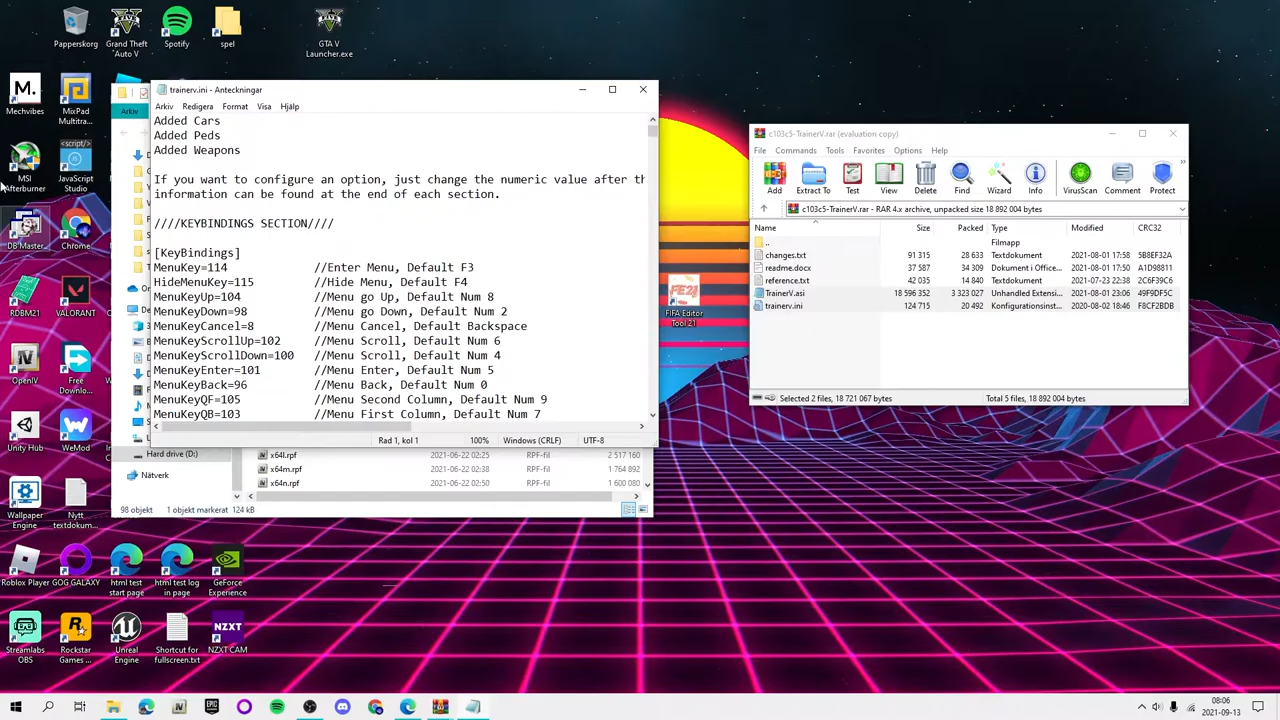 Papperskorg
Grand Theft Auto V
Spotify
spel
GTA V Launcher.exe
M.
Mechvibes
MixPad Multitra...
MSI Afterburner
<script/>
JavaScript Studio
DB Master...
Chrome
RDBM21
VALORANT
OpenIV
Free Downlo...
Unity Hub
WeMod
Wallpaper Engine
Nytt textdokum...
Roblox Player
GOG GALAXY
html test start page
html test log in page
GeForce Experience
Streamlabs OBS
Rockstar Games ...
Unreal Engine
Shortcut for fullscreen.txt
NZXT
NZXT CAM
FE21
FIFA Editor Tool 21
Arkiv
trainerv.ini - Anteckningar
Arkiv Redigera Format Visa Hjälp
Added Cars
Added Peds
Added Weapons
If you want to configure an option, just change the numeric value after th
information can be found at the end of each section.
////KEYBINDINGS SECTION////
[KeyBindings]
MenuKey=114 //Enter Menu, Default F3
HideMenuKey=115 //Hide Menu, Default F4
MenuKeyUp=104 //Menu go Up, Default Num 8
MenuKeyDown=98 //Menu go Down, Default Num 2
MenuKeyCancel=8 //Menu Cancel, Default Backspace
MenuKeyScrollUp=102 //Menu Scroll, Default Num 6
MenuKeyScrollDown=100 //Menu Scroll, Default Num 4
MenuKeyEnter=101 //Menu Enter, Default Num 5
MenuKeyBack=96 //Menu Back, Default Num 0
MenuKeyQF=105 //Menu Second Column, Default Num 9
MenuKeyQB=103 //Menu First Column, Default Num 7
Rad 1, kol 1 100% Windows (CRLF) UTF-8
Hard drive (D:)
Nätverk
x64l.rpf 2021-06-22 02:25 RPF-fil 2 517 160
x64m.rpf 2021-06-22 02:38 RPF-fil 1 764 892
x64n.rpf 2021-06-22 02:50 RPF-fil 1 600 080
98 objekt 1 objekt markerat 124 kB
c103c5-TrainerV.rar (evaluation copy)
File Commands Tools Favorites Options Help
Add Extract To Test View Delete Find Wizard Info VirusScan Comment Protect
c103c5-TrainerV.rar - RAR 4.x archive, unpacked size 18 892 004 bytes
Name Size Packed Type Modified CRC32
.. Filmapp
changes.txt 91 315 28 633 Textdokument 2021-08-01 17:58 5B8EF32A
readme.docx 37 587 34 309 Dokument i Office... 2021-08-01 17:38 A1D98811
reference.txt 42 035 14 840 Textdokument 2021-07-23 22:38 2C6F39C6
TrainerV.asi 18 596 352 3 323 027 Unhandled Extensi... 2021-08-01 23:06 49F9DF5C
trainerv.ini 124 715 20 492 Konfigurationsinst... 2020-08-02 18:46 F8CF2BDB
Selected 2 files, 18 721 067 bytes Total 5 files, 18 892 004 bytes
EPIC
08:06
2021-09-13